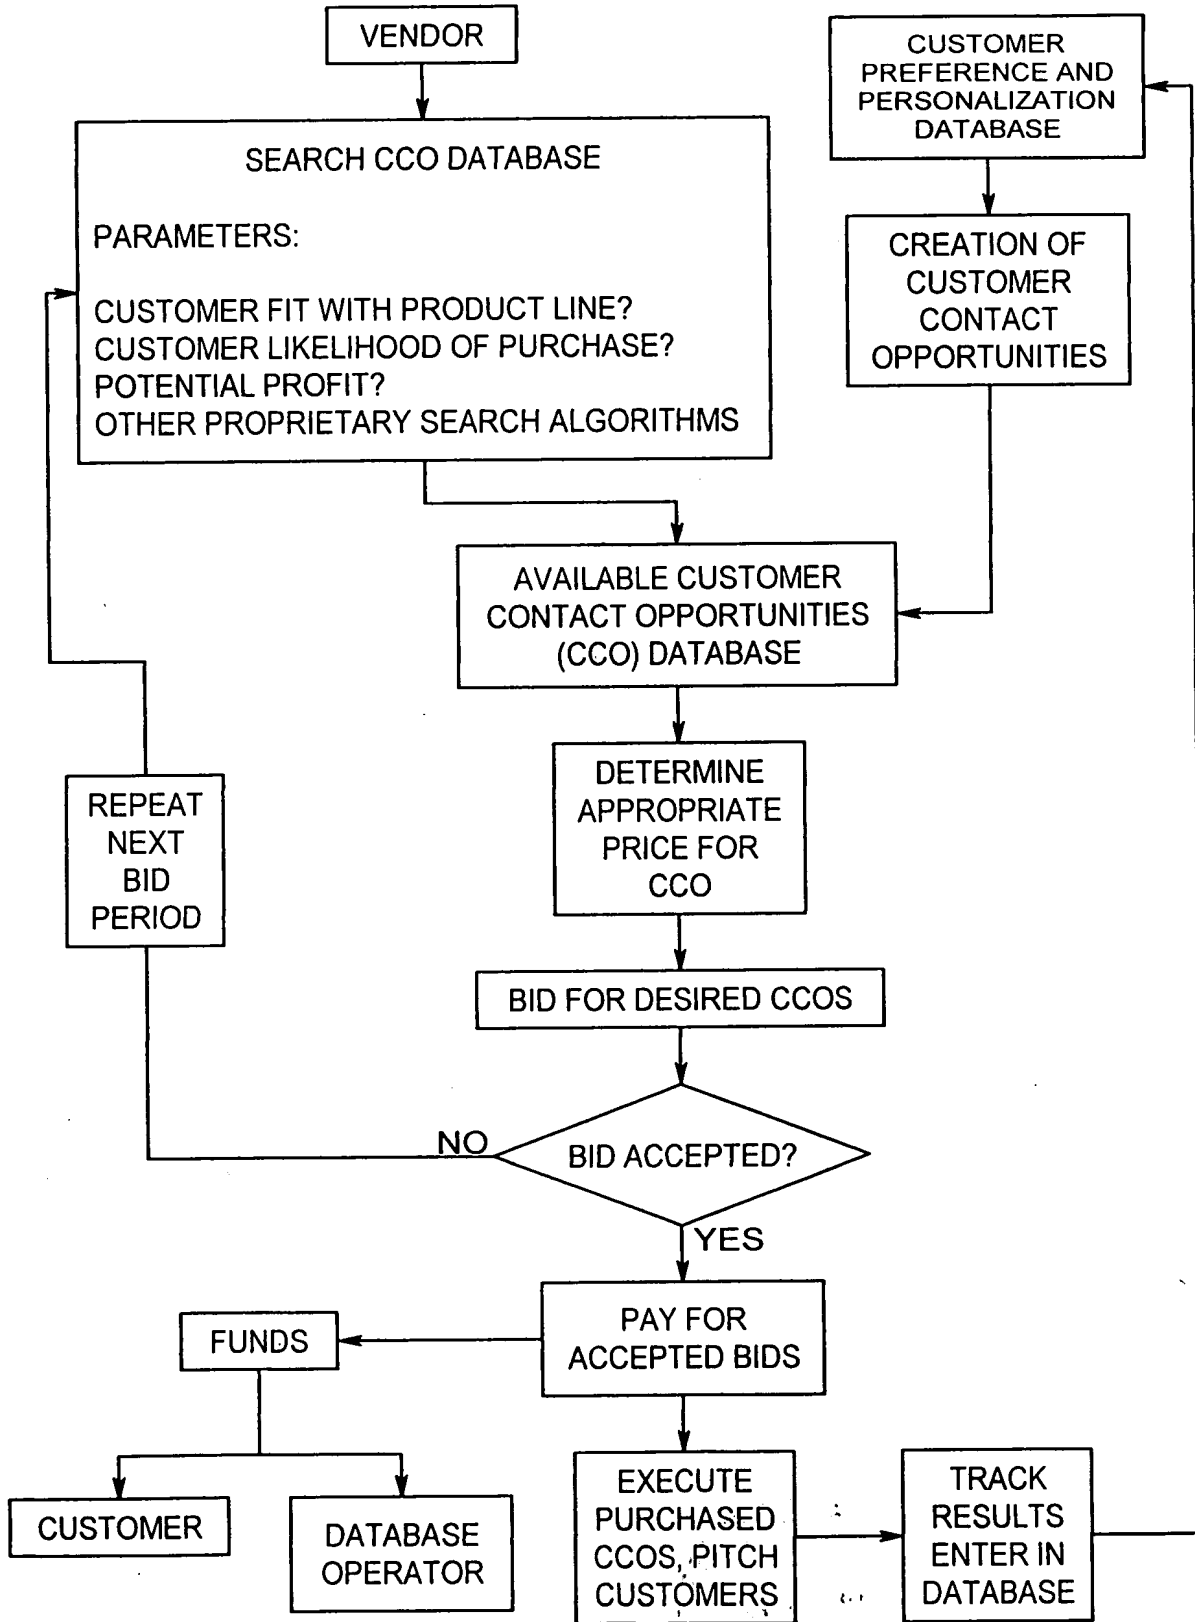 VENDOR
CUSTOMER
PREFERENCE AND
PERSONALIZATION
DATABASE
SEARCH CCO DATABASE
PARAMETERS:
CUSTOMER FIT WITH PRODUCT LINE?
CUSTOMER LIKELIHOOD OF PURCHASE?
POTENTIAL PROFIT?
OTHER PROPRIETARY SEARCH ALGORITHMS
CREATION OF
CUSTOMER
CONTACT
OPPORTUNITIES
AVAILABLE CUSTOMER
CONTACT OPPORTUNITIES
(CCO) DATABASE
DETERMINE
APPROPRIATE
PRICE FOR
CCO
REPEAT
NEXT
BID
PERIOD
BID FOR DESIRED CCOS
BID ACCEPTED?
NO
YES
PAY FOR
ACCEPTED BIDS
FUNDS
CUSTOMER
DATABASE
OPERATOR
EXECUTE
PURCHASED
CCOS, PITCH
CUSTOMERS
TRACK
RESULTS
ENTER IN
DATABASE